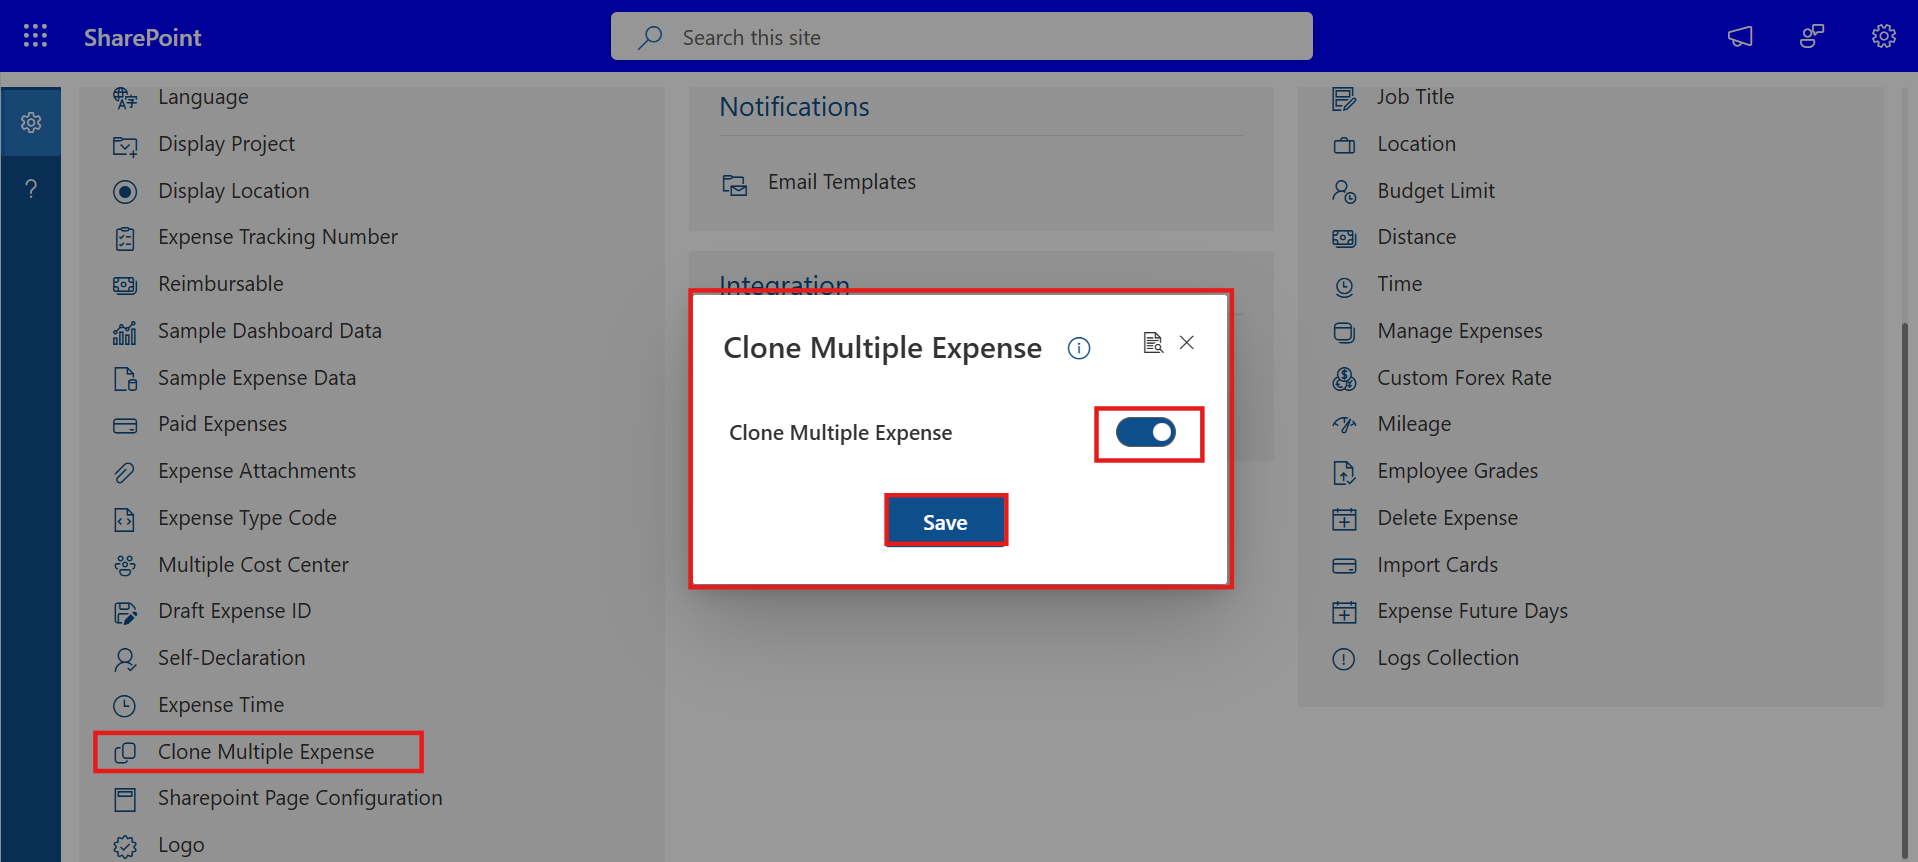 SharePoint
Search this site
Language
Display Project
Display Location
Expense Tracking Number
Reimbursable
Sample Dashboard Data
Sample Expense Data
Paid Expenses
Expense Attachments
Expense Type Code
Multiple Cost Center
Draft Expense ID
Self-Declaration
Expense Time
Clone Multiple Expense
Sharepoint Page Configuration
Logo
Notifications
Email Templates
Integration
Clone Multiple Expense
Clone Multiple Expense
Save
Job Title
Location
Budget Limit
Distance
Time
Manage Expenses
Custom Forex Rate
Mileage
Employee Grades
Delete Expense
Import Cards
Expense Future Days
Logs Collection